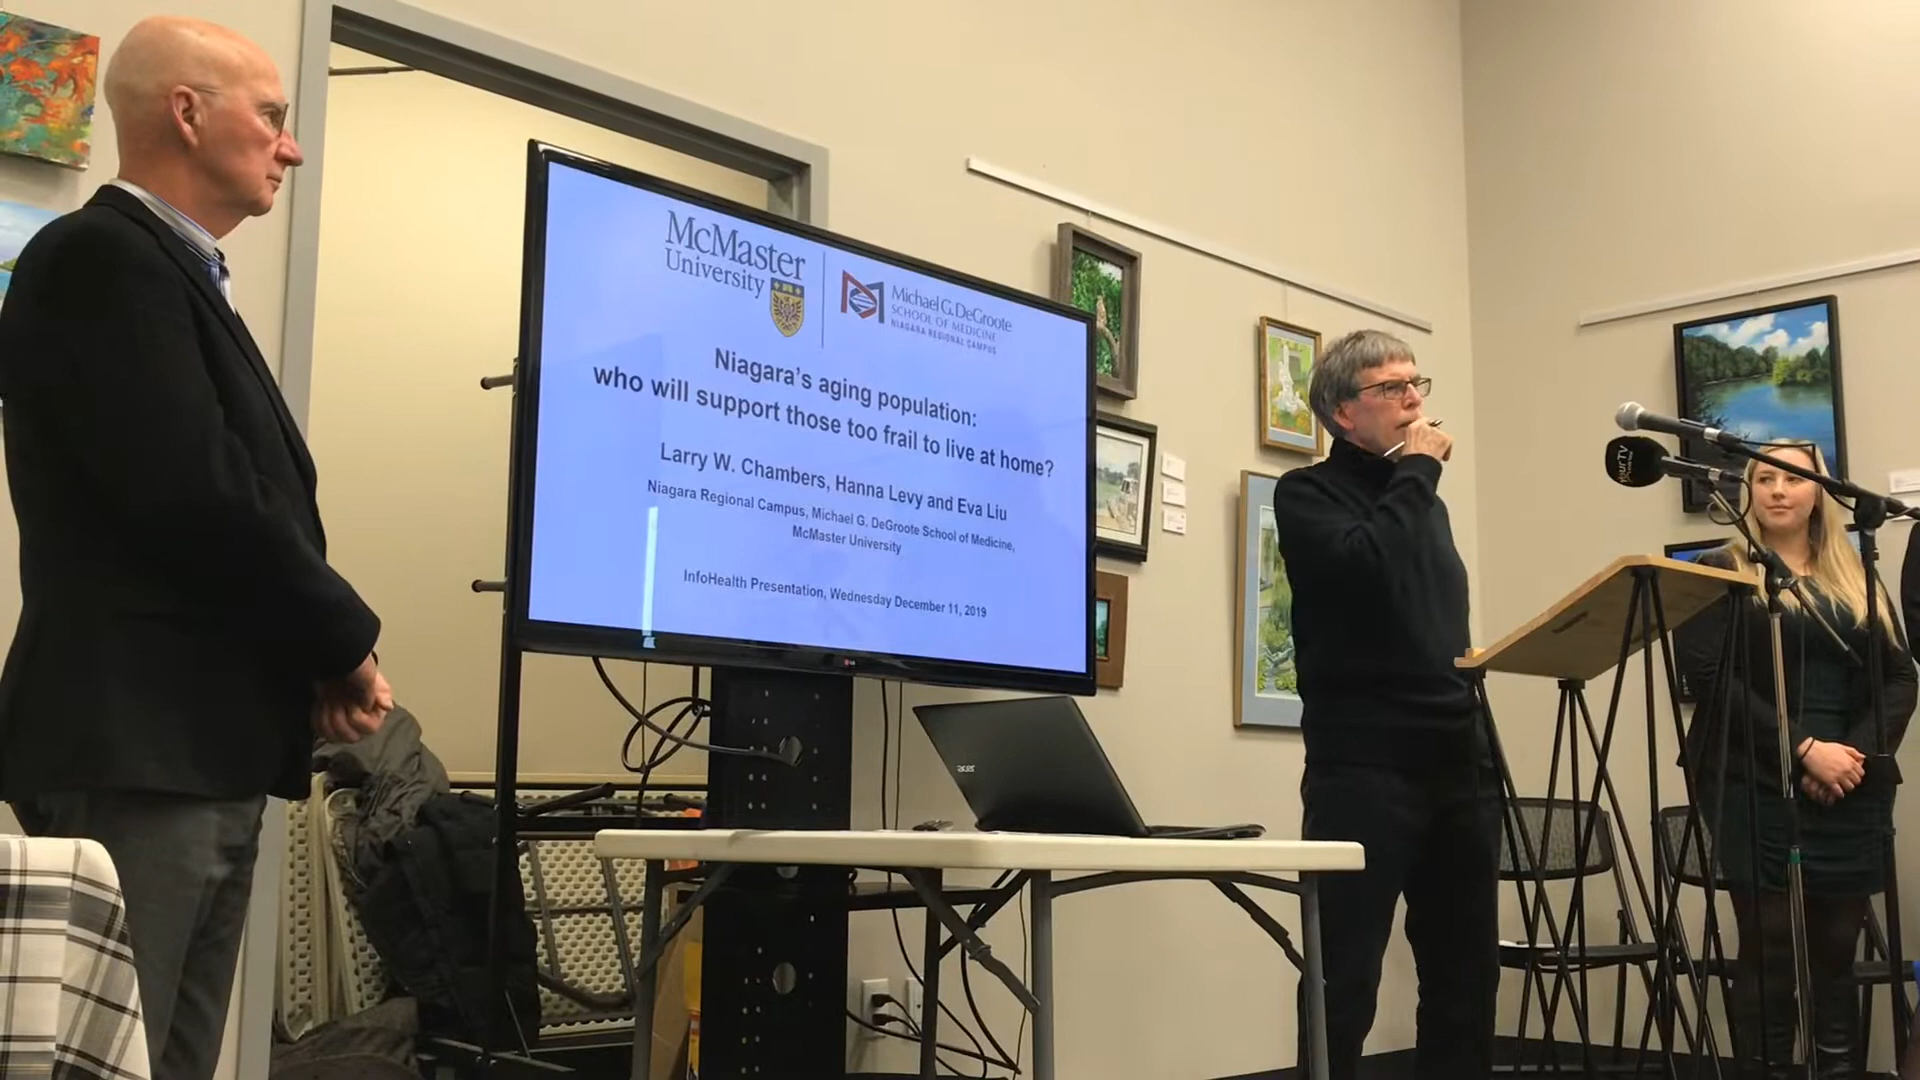 McMaster
University
Michael G. DeGroote
SCHOOL OF MEDICINE
NIAGARA REGIONAL CAMPUS
Niagara's aging population:
who will support those too frail to live at home?
Larry W. Chambers, Hanna Levy and Eva Liu
Niagara Regional Campus, Michael G. DeGroote School of Medicine,
McMaster University
InfoHealth Presentation, Wednesday December 11, 2019
LG
acer
YourTV